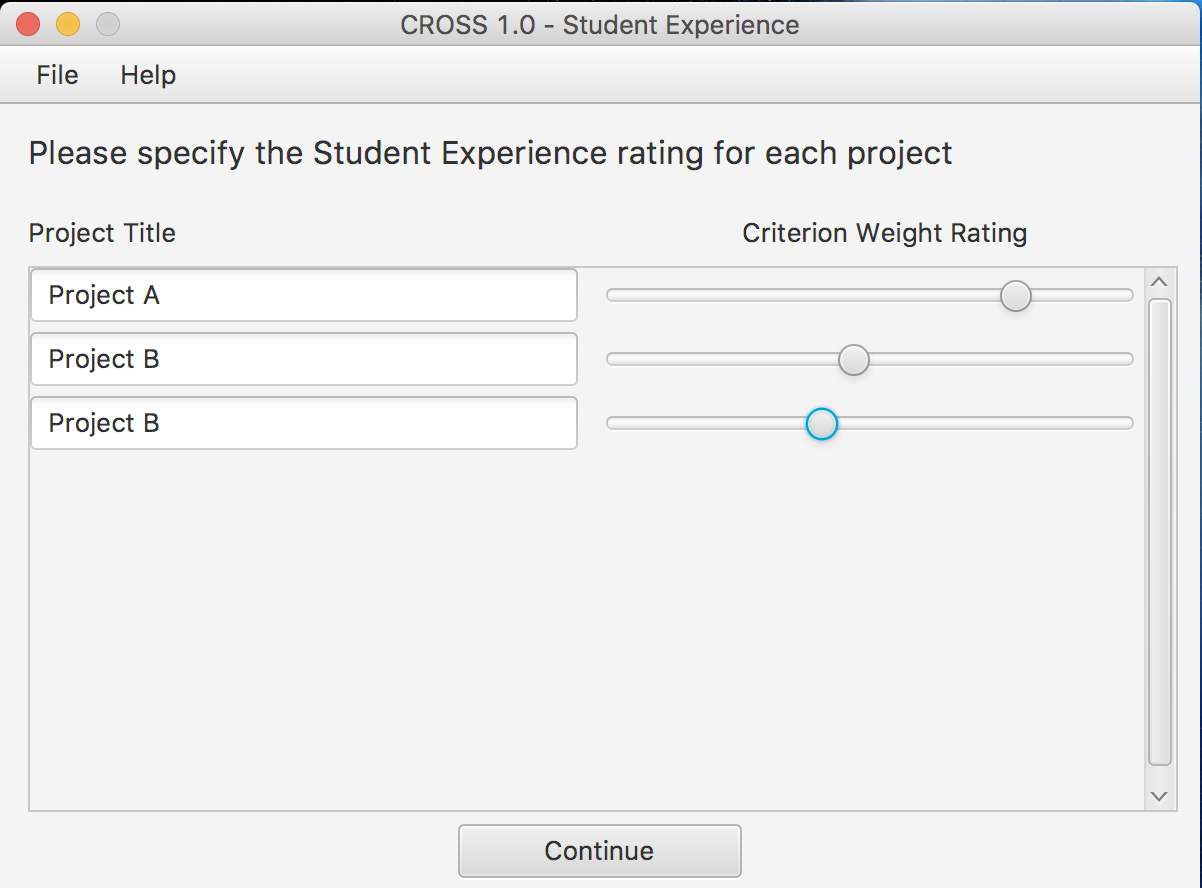 CROSS 1.0 - Student Experience
File Help
Please specify the Student Experience rating for each project
Project Title Criterion Weight Rating
Project A
Project B
Project B
Continue